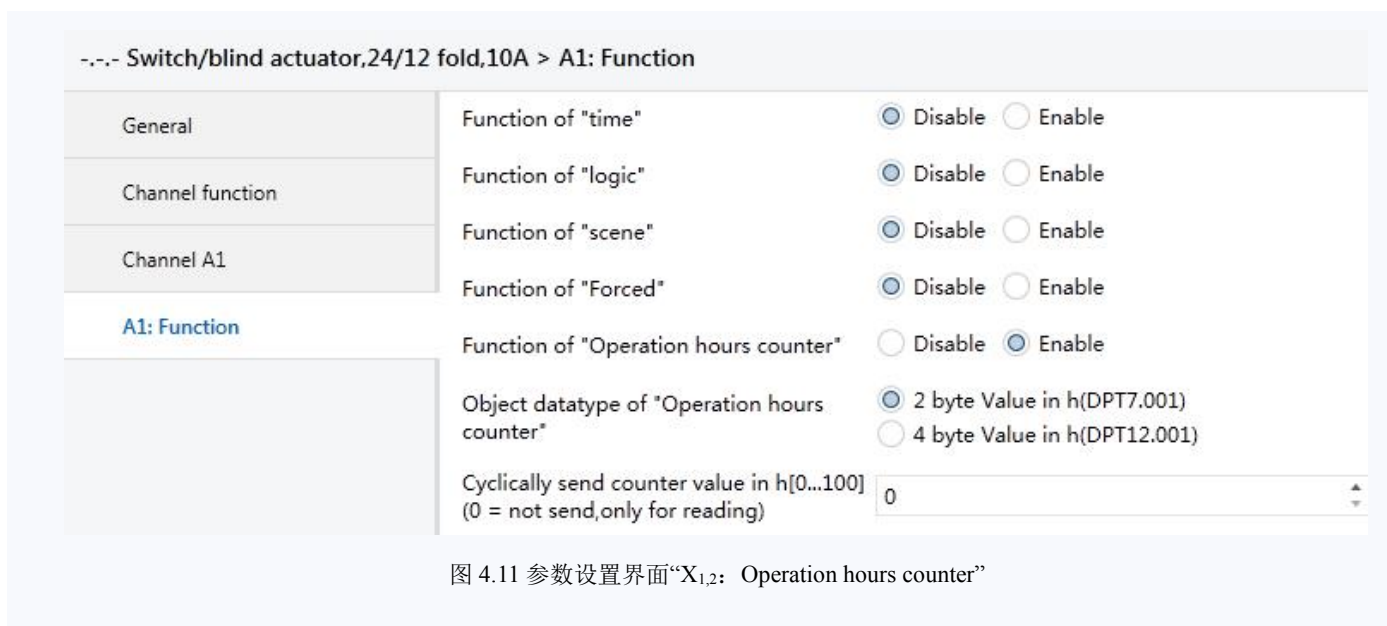 -.-.- Switch/blind actuator,24/12 fold,10A > A1: Function
General
Channel function
Channel A1
A1: Function
Function of "time" Disable Enable
Function of "logic" Disable Enable
Function of "scene" Disable Enable
Function of "Forced" Disable Enable
Function of "Operation hours counter" Disable Enable
Object datatype of "Operation hours
counter"
2 byte Value in h(DPT7.001)
4 byte Value in h(DPT12.001)
Cyclically send counter value in h[0...100]
(0 = not send,only for reading)
0
图 4.11 参数设置界面“X1,2：Operation hours counter”